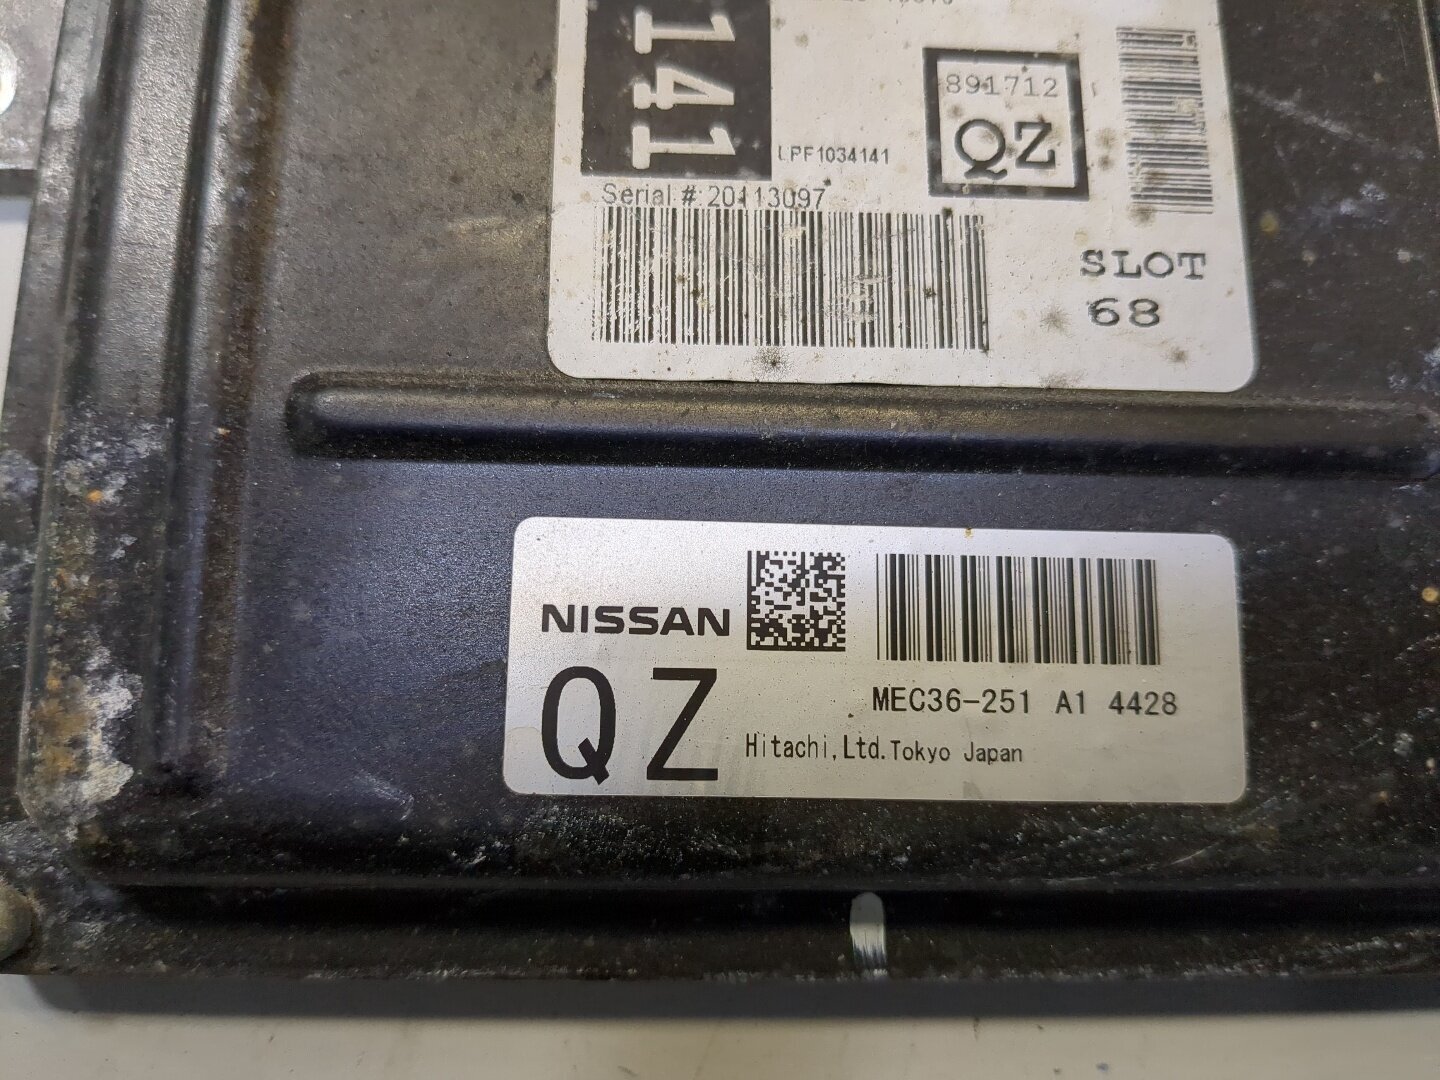 141
LPF1034141
891712
QZ
Serial #: 20113097
SLOT
68
NISSAN
QZ
MEC36-251 A1 4428
Hitachi,Ltd.Tokyo Japan